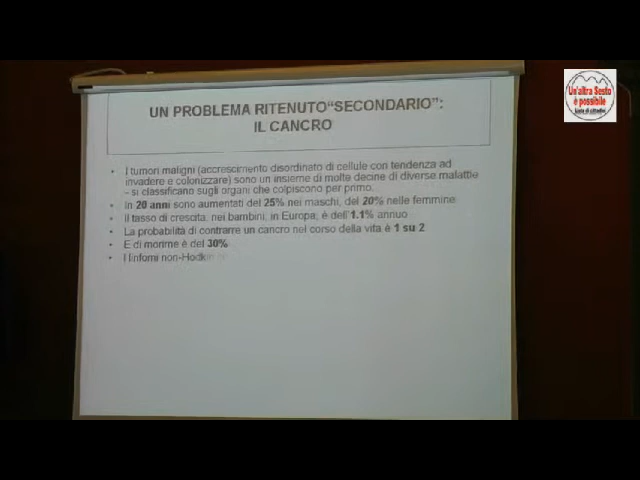 UN PROBLEMA RITENUTO“SECONDARIO”:
IL CANCRO
• I tumori maligni (accrescimento disordinato di cellule con tendenza ad
invadere e colonizzare) sono un insieme di molte decine di diverse malattie
- si classificano sugli organi che colpiscono per primo.
• In 20 anni sono aumentati del 25% nei maschi, del 20% nelle femmine
• Il tasso di crescita, nei bambini, in Europa, è dell'1.1% annuo
• La probabilità di contrarre un cancro nel corso della vita è 1 su 2
• E di morirne è del 30%
• I linfomi non-Hodkin
Un'altra Sesto
è possibile
Lista di cittadini